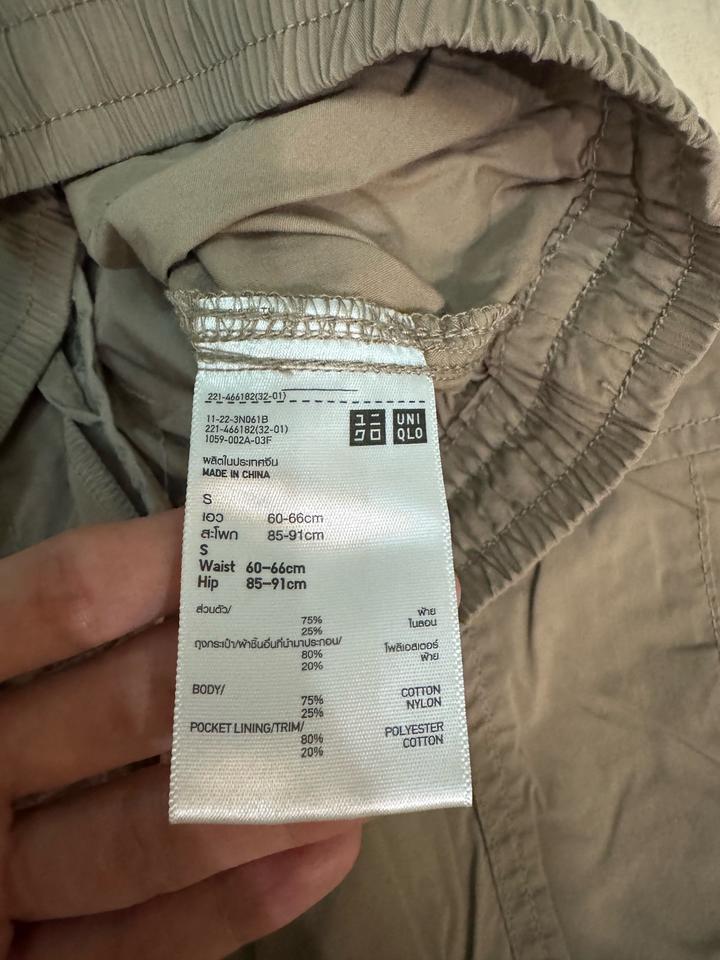 221-466182(32-01)
11-22-3N061B
221-466182(32-01)
1059-002A-03F
ユニ
クロ
UNI
QLO
ผลิตในประเทศจีน
MADE IN CHINA
S
เอว 60-66cm
สะโพก 85-91cm
S
Waist 60-66cm
Hip 85-91cm
ส่วนตัว/
75% ฝ้าย
25% ไนลอน
ถุงกระเป๋า/ผ้าชิ้นอื่นที่นำมาประกอบ/
80% โพลีเอสเตอร์
20% ฝ้าย
BODY/
75% COTTON
25% NYLON
POCKET LINING/TRIM/
80% POLYESTER
20% COTTON